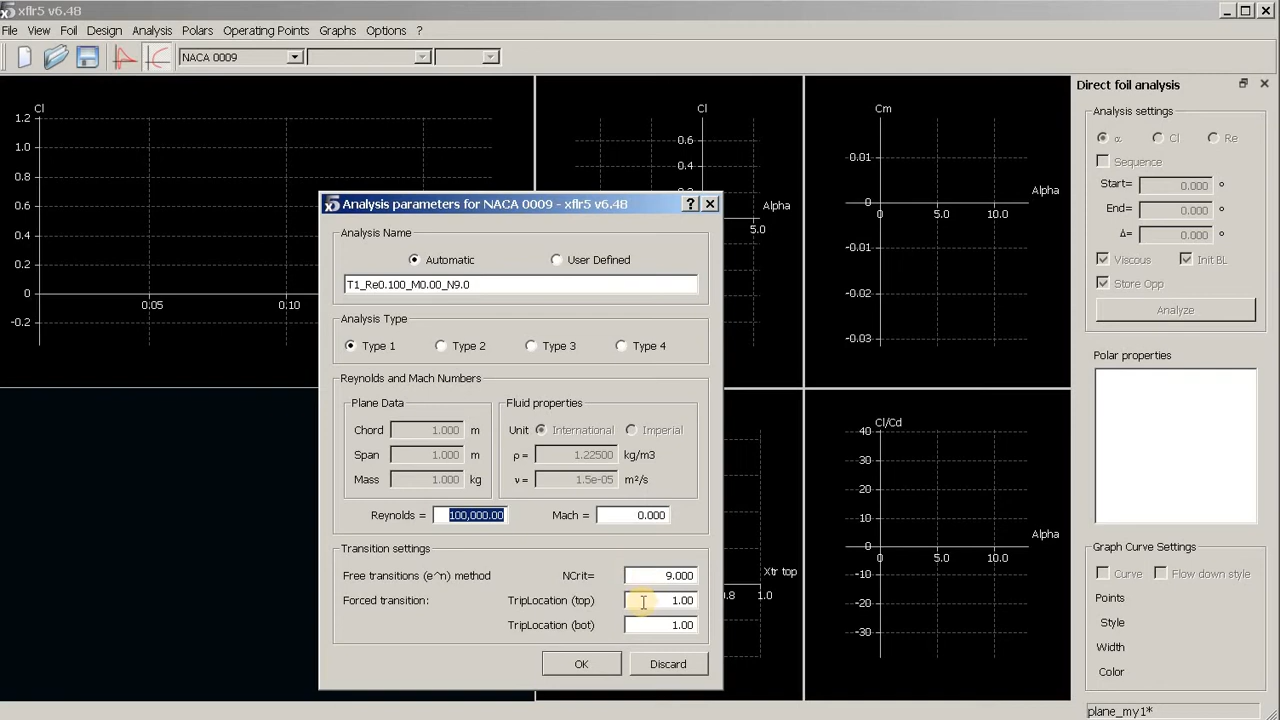 xflr5 v6.48
File View Foil Design Analysis Polars Operating Points Graphs Options ?
NACA 0009
Cl
1.2
1.0
0.8
0.6
0.4
0.2
0
-0.2
0.05
0.10
Cl
0.6
0.4
0.2
Alpha
5.0
Cm
0.01
0
-0.01
-0.02
-0.03
0
5.0
10.0
Alpha
Xtr top
0.8
1.0
Cl/Cd
40
30
20
10
0
-10
-20
-30
0
5.0
10.0
Alpha
Analysis parameters for NACA 0009 - xflr5 v6.48
Analysis Name
Automatic
User Defined
T1_Re0.100_M0.00_N9.0
Analysis Type
Type 1
Type 2
Type 3
Type 4
Reynolds and Mach Numbers
Plane Data
Chord 1.000 m
Span 1.000 m
Mass 1.000 kg
Fluid properties
Unit International Imperial
ρ = 1.22500 kg/m3
ν = 1.5e-05 m²/s
Reynolds = 100,000.00
Mach = 0.000
Transition settings
Free transitions (e^n) method NCrit= 9.000
Forced transition: TripLocation (top) 1.00
TripLocation (bot) 1.00
OK
Discard
Direct foil analysis
Analysis settings
α Cl Re
Sequence
Start= 0.000 °
End= 0.000 °
Δ= 0.000 °
Viscous
Init BL
Store Opp
Analyze
Polar properties
Graph Curve Settings
Curve
Flow down style
Points
Style
Width
Color
plane_my1*